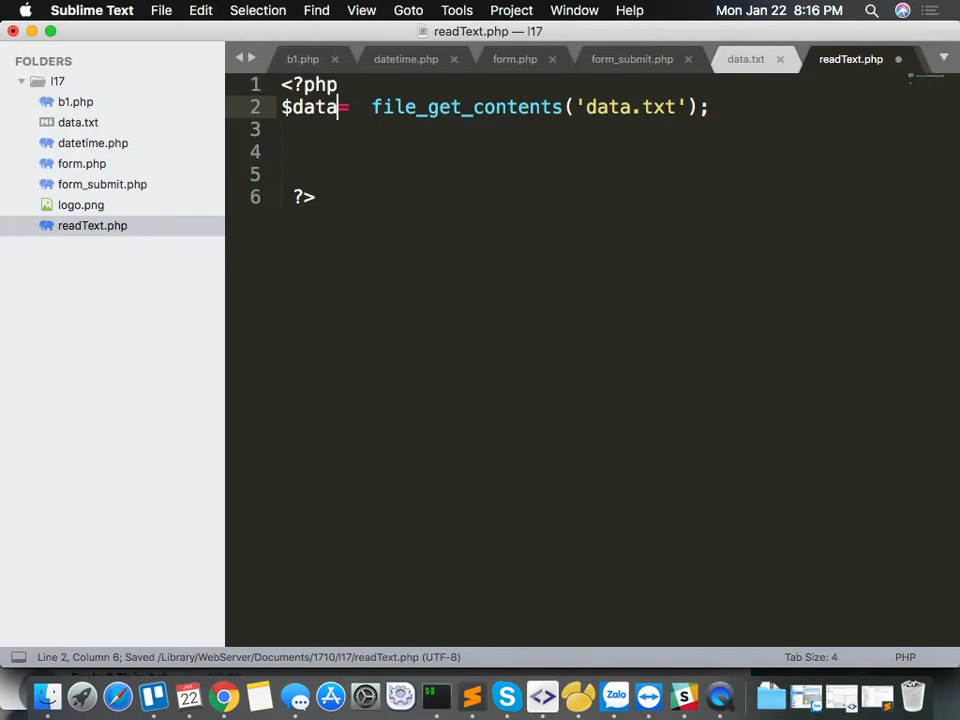 Sublime Text File Edit Selection Find View Goto Tools Project Window Help Mon Jan 22 8:16 PM
readText.php — l17
FOLDERS
l17
b1.php
data.txt
datetime.php
form.php
form_submit.php
logo.png
readText.php
b1.php datetime.php form.php form_submit.php data.txt readText.php
1 <?php
2 $data= file_get_contents('data.txt');
3
4
5
6 ?>
Line 2, Column 6; Saved /Library/WebServer/Documents/1710/l17/readText.php (UTF-8) Tab Size: 4 PHP
22
Zalo